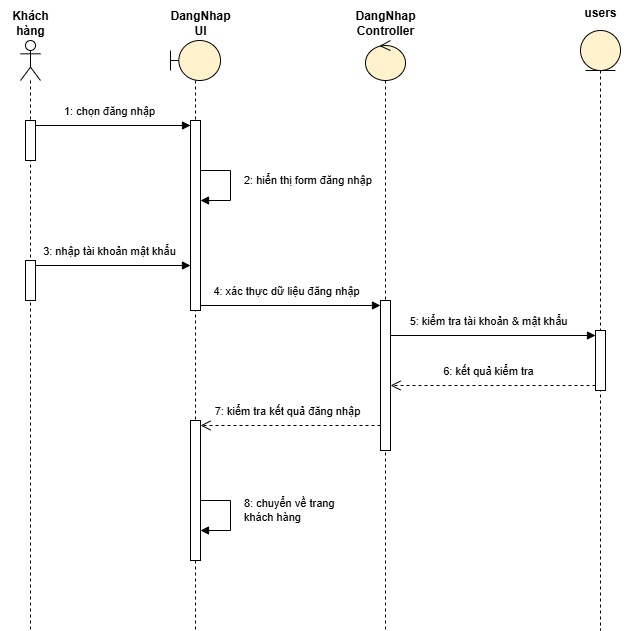 Khách
hàng
DangNhap
UI
DangNhap
Controller
users
1: chọn đăng nhập
2: hiển thị form đăng nhập
3: nhập tài khoản mật khẩu
4: xác thực dữ liệu đăng nhập
5: kiểm tra tài khoản & mật khẩu
6: kết quả kiểm tra
7: kiểm tra kết quả đăng nhập
8: chuyển về trang
khách hàng